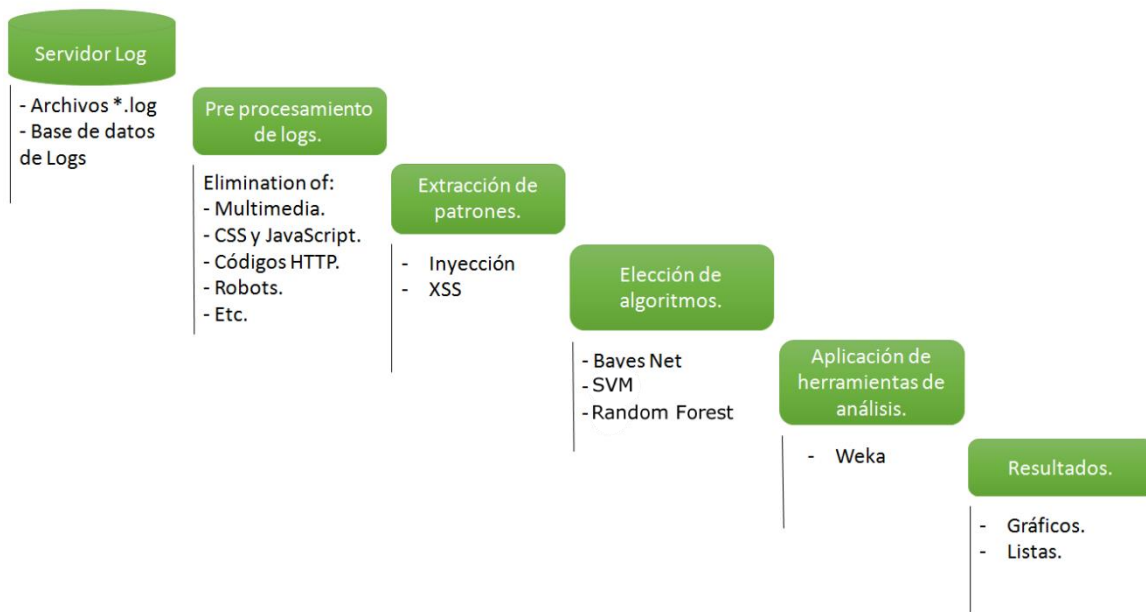 Servidor Log
- Archivos *.log
- Base de datos
de Logs
Pre procesamiento
de logs.
Elimination of:
- Multimedia.
- CSS y JavaScript.
- Códigos HTTP.
- Robots.
- Etc.
Extracción de
patrones.
- Inyección
- XSS
Elección de
algoritmos.
- Baves Net
- SVM
- Random Forest
Aplicación de
herramientas de
análisis.
- Weka
Resultados.
- Gráficos.
- Listas.